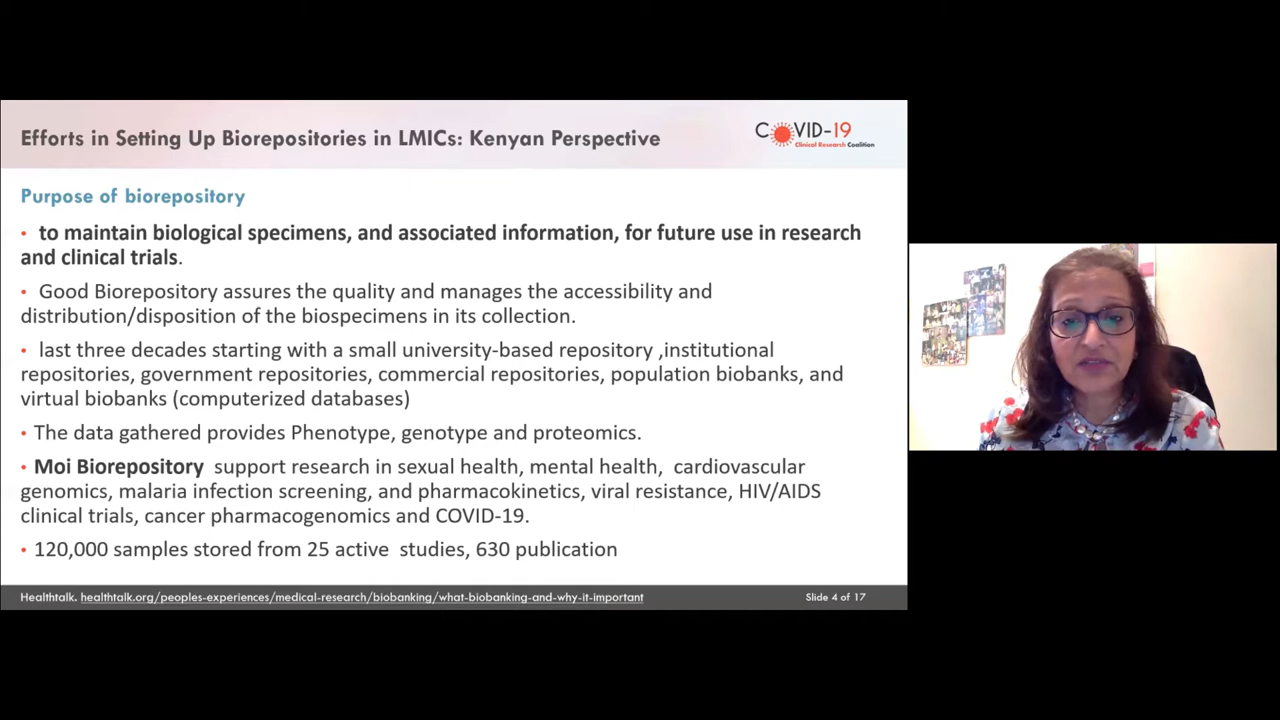 Efforts in Setting Up Biorepositories in LMICs: Kenyan Perspective
COVID-19
Clinical Research Coalition
Purpose of biorepository
• to maintain biological specimens, and associated information, for future use in research
and clinical trials.
• Good Biorepository assures the quality and manages the accessibility and
distribution/disposition of the biospecimens in its collection.
• last three decades starting with a small university-based repository ,institutional
repositories, government repositories, commercial repositories, population biobanks, and
virtual biobanks (computerized databases)
• The data gathered provides Phenotype, genotype and proteomics.
• Moi Biorepository support research in sexual health, mental health, cardiovascular
genomics, malaria infection screening, and pharmacokinetics, viral resistance, HIV/AIDS
clinical trials, cancer pharmacogenomics and COVID-19.
• 120,000 samples stored from 25 active studies, 630 publication
Healthtalk. healthtalk.org/peoples-experiences/medical-research/biobanking/what-biobanking-and-why-it-important
Slide 4 of 17